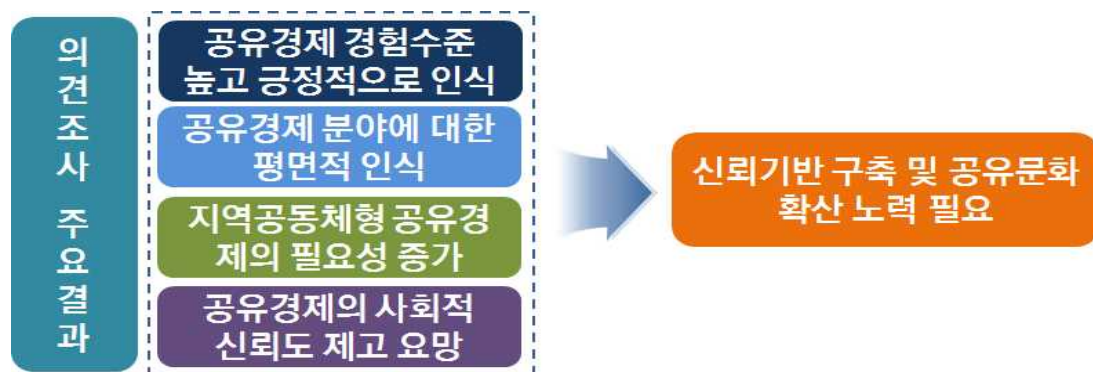 의견조사 주요결과
공유경제 경험수준
높고 긍정적으로 인식
공유경제 분야에 대한
평면적 인식
지역공동체형 공유경
제의 필요성 증가
공유경제의 사회적
신뢰도 제고 요망
신뢰기반 구축 및 공유문화
확산 노력 필요